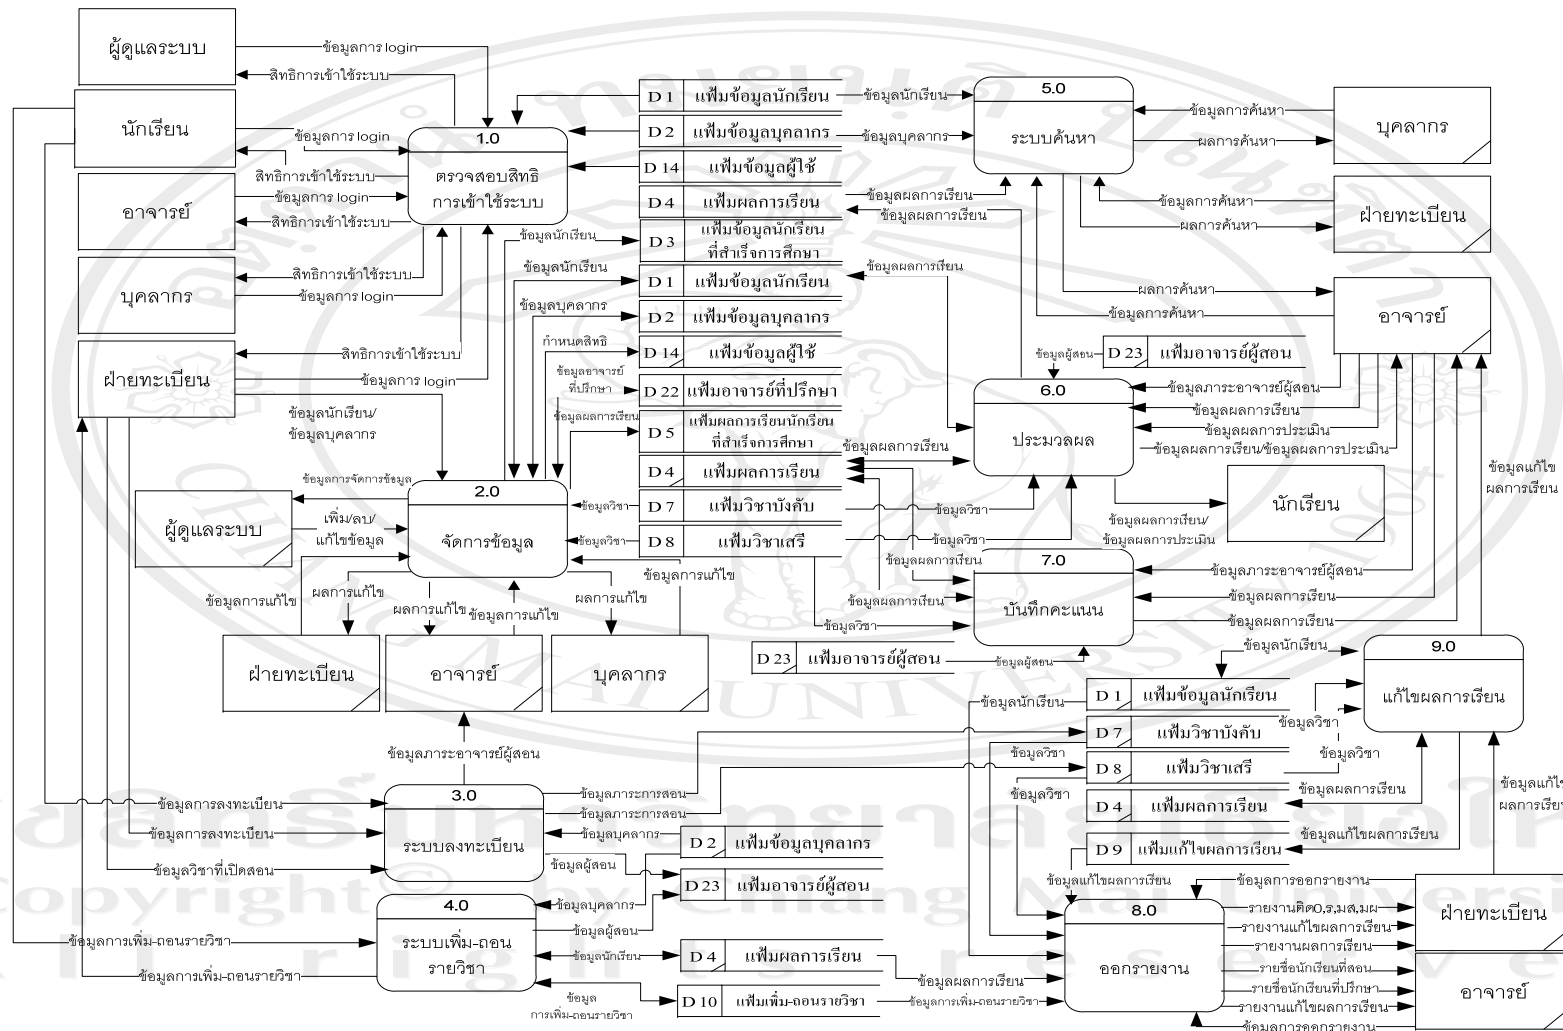 ผู้ดูแลระบบ
ข้อมูลการ login
สิทธิการเข้าใช้ระบบ
นักเรียน
ข้อมูลการ login
สิทธิการเข้าใช้ระบบ
อาจารย์
ข้อมูลการ login
สิทธิการเข้าใช้ระบบ
บุคลากร
สิทธิการเข้าใช้ระบบ
ข้อมูลการ login
ฝ่ายทะเบียน
สิทธิการเข้าใช้ระบบ
ข้อมูลการ login
ข้อมูลนักเรียน/
ข้อมูลบุคลากร
1.0
ตรวจสอบสิทธิ
การเข้าใช้ระบบ
D 1 แฟ้มข้อมูลนักเรียน
D 2 แฟ้มข้อมูลบุคลากร
D 14 แฟ้มข้อมูลผู้ใช้
D 4 แฟ้มผลการเรียน
D 3 แฟ้มข้อมูลนักเรียน
ที่สำเร็จการศึกษา
D 1 แฟ้มข้อมูลนักเรียน
D 2 แฟ้มข้อมูลบุคลากร
D 14 แฟ้มข้อมูลผู้ใช้
D 22 แฟ้มอาจารย์ที่ปรึกษา
D 5 แฟ้มผลการเรียนนักเรียน
ที่สำเร็จการศึกษา
D 4 แฟ้มผลการเรียน
D 7 แฟ้มวิชาบังคับ
D 8 แฟ้มวิชาเสรี
ข้อมูลนักเรียน
ข้อมูลนักเรียน
ข้อมูลบุคลากร
กำหนดสิทธิ
ข้อมูลอาจารย์
ที่ปรึกษา
ข้อมูลผลการเรียน
ข้อมูลวิชา
ข้อมูลวิชา
ข้อมูลนักเรียน
ข้อมูลบุคลากร
ข้อมูลผลการเรียน
ข้อมูลผลการเรียน
ข้อมูลผลการเรียน
5.0
ระบบค้นหา
ข้อมูลการค้นหา
ผลการค้นหา
บุคลากร
ข้อมูลการค้นหา
ผลการค้นหา
ฝ่ายทะเบียน
ผลการค้นหา
ข้อมูลการค้นหา
อาจารย์
ข้อมูลผู้สอน
D 23 แฟ้มอาจารย์ผู้สอน
6.0
ประมวลผล
ข้อมูลภาระอาจารย์ผู้สอน
ข้อมูลผลการเรียน
ข้อมูลการประเมิน
ข้อมูลผลการเรียน/ข้อมูลผลการประเมิน
ข้อมูลผลการเรียน
ข้อมูลวิชา
ข้อมูลวิชา
ข้อมูลผลการเรียน/
ข้อมูลผลการประเมิน
นักเรียน
ข้อมูลแก้ไข
ผลการเรียน
7.0
บันทึกคะแนน
ข้อมูลภาระอาจารย์ผู้สอน
ข้อมูลผลการเรียน
ข้อมูลผลการเรียน
ข้อมูลผลการเรียน
ข้อมูลผลการเรียน
ข้อมูลวิชา
D 23 แฟ้มอาจารย์ผู้สอน
ข้อมูลผู้สอน
ข้อมูลการจัดการข้อมูล
ผู้ดูแลระบบ
เพิ่ม/ลบ/
แก้ไขข้อมูล
2.0
จัดการข้อมูล
ข้อมูลการแก้ไข
ผลการแก้ไข
ผลการแก้ไข
ข้อมูลการแก้ไข
ผลการแก้ไข
ข้อมูลการแก้ไข
ฝ่ายทะเบียน
อาจารย์
บุคลากร
ข้อมูลภาระอาจารย์ผู้สอน
3.0
ระบบลงทะเบียน
ข้อมูลการลงทะเบียน
ข้อมูลการลงทะเบียน
ข้อมูลวิชาที่เปิดสอน
ข้อมูลภาระการสอน
ข้อมูลภาระการสอน
ข้อมูลบุคลากร
ข้อมูลผู้สอน
D 2 แฟ้มข้อมูลบุคลากร
D 23 แฟ้มอาจารย์ผู้สอน
4.0
ระบบเพิ่ม-ถอน
รายวิชา
ข้อมูลการเพิ่ม-ถอนรายวิชา
ข้อมูลการเพิ่ม-ถอนรายวิชา
ข้อมูลบุคลากร
ข้อมูลผู้สอน
ข้อมูลนักเรียน
ข้อมูล
การเพิ่ม-ถอนรายวิชา
D 4 แฟ้มผลการเรียน
D 10 แฟ้มเพิ่ม-ถอนรายวิชา
ข้อมูลผลการเรียน
ข้อมูลการเพิ่ม-ถอนรายวิชา
ข้อมูลนักเรียน
ข้อมูลวิชา
ข้อมูลวิชา
D 1 แฟ้มข้อมูลนักเรียน
D 7 แฟ้มวิชาบังคับ
D 8 แฟ้มวิชาเสรี
D 4 แฟ้มผลการเรียน
D 9 แฟ้มแก้ไขผลการเรียน
ข้อมูลนักเรียน
ข้อมูลวิชา
ข้อมูลวิชา
ข้อมูลผลการเรียน
ข้อมูลแก้ไขผลการเรียน
9.0
แก้ไขผลการเรียน
ข้อมูลแก้ไข
ผลการเรียน
ข้อมูลแก้ไขผลการเรียน
8.0
ออกรายงาน
ข้อมูลการออกรายงาน
รายงานติด0,ร,มส,มผ
รายงานแก้ไขผลการเรียน
รายงานผลการเรียน
ฝ่ายทะเบียน
รายชื่อนักเรียนที่สอน
รายชื่อนักเรียนที่ปรึกษา
รายงานแก้ไขผลการเรียน
ข้อมูลการออกรายงาน
อาจารย์
CHIANG MAI UNIVERSITY 1964
Copyright© by Chiang Mai Universi
All rights reserve